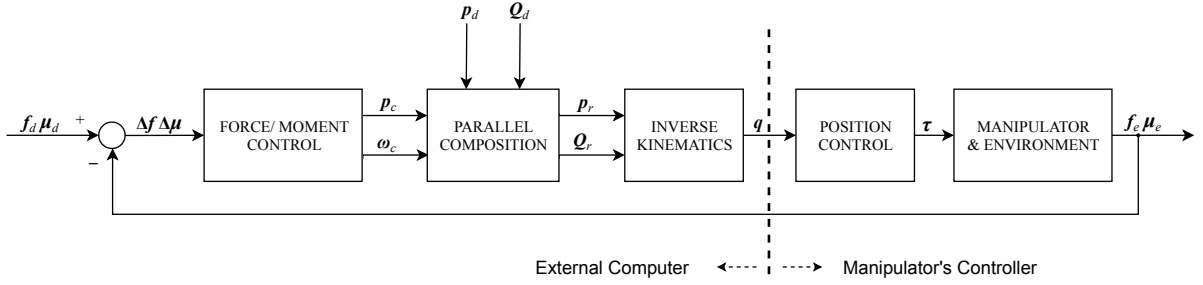 p_d Q_d
f_d μ_d + Δf Δμ
−
FORCE/ MOMENT
CONTROL
p_c
ω_c
PARALLEL
COMPOSITION
p_r
Q_r
INVERSE
KINEMATICS
q
POSITION
CONTROL
τ
MANIPULATOR
& ENVIRONMENT
f_e μ_e
External Computer
Manipulator's Controller